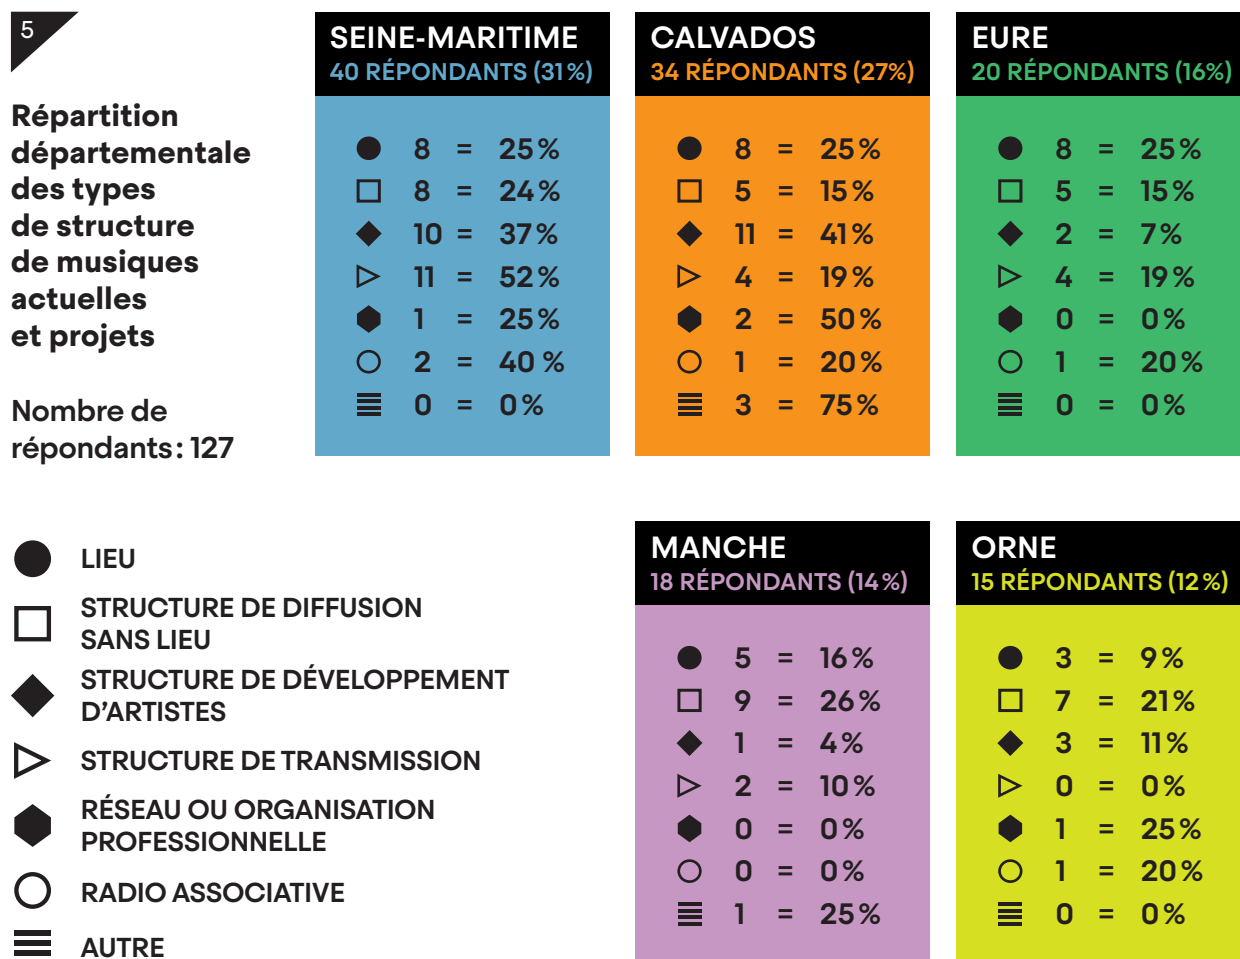 5
Répartition
départementale
des types
de structure
de musiques
actuelles
et projets
Nombre de
répondants: 127
SEINE-MARITIME
40 RÉPONDANTS (31%)
8 = 25%
8 = 24%
10 = 37%
11 = 52%
1 = 25%
2 = 40 %
0 = 0%
CALVADOS
34 RÉPONDANTS (27%)
8 = 25%
5 = 15%
11 = 41%
4 = 19%
2 = 50%
1 = 20%
3 = 75%
EURE
20 RÉPONDANTS (16%)
8 = 25%
5 = 15%
2 = 7%
4 = 19%
0 = 0%
1 = 20%
0 = 0%
LIEU
STRUCTURE DE DIFFUSION
SANS LIEU
STRUCTURE DE DÉVELOPPEMENT
D'ARTISTES
STRUCTURE DE TRANSMISSION
RÉSEAU OU ORGANISATION
PROFESSIONNELLE
RADIO ASSOCIATIVE
AUTRE
MANCHE
18 RÉPONDANTS (14%)
5 = 16%
9 = 26%
1 = 4%
2 = 10%
0 = 0%
0 = 0%
1 = 25%
ORNE
15 RÉPONDANTS (12%)
3 = 9%
7 = 21%
3 = 11%
0 = 0%
1 = 25%
1 = 20%
0 = 0%